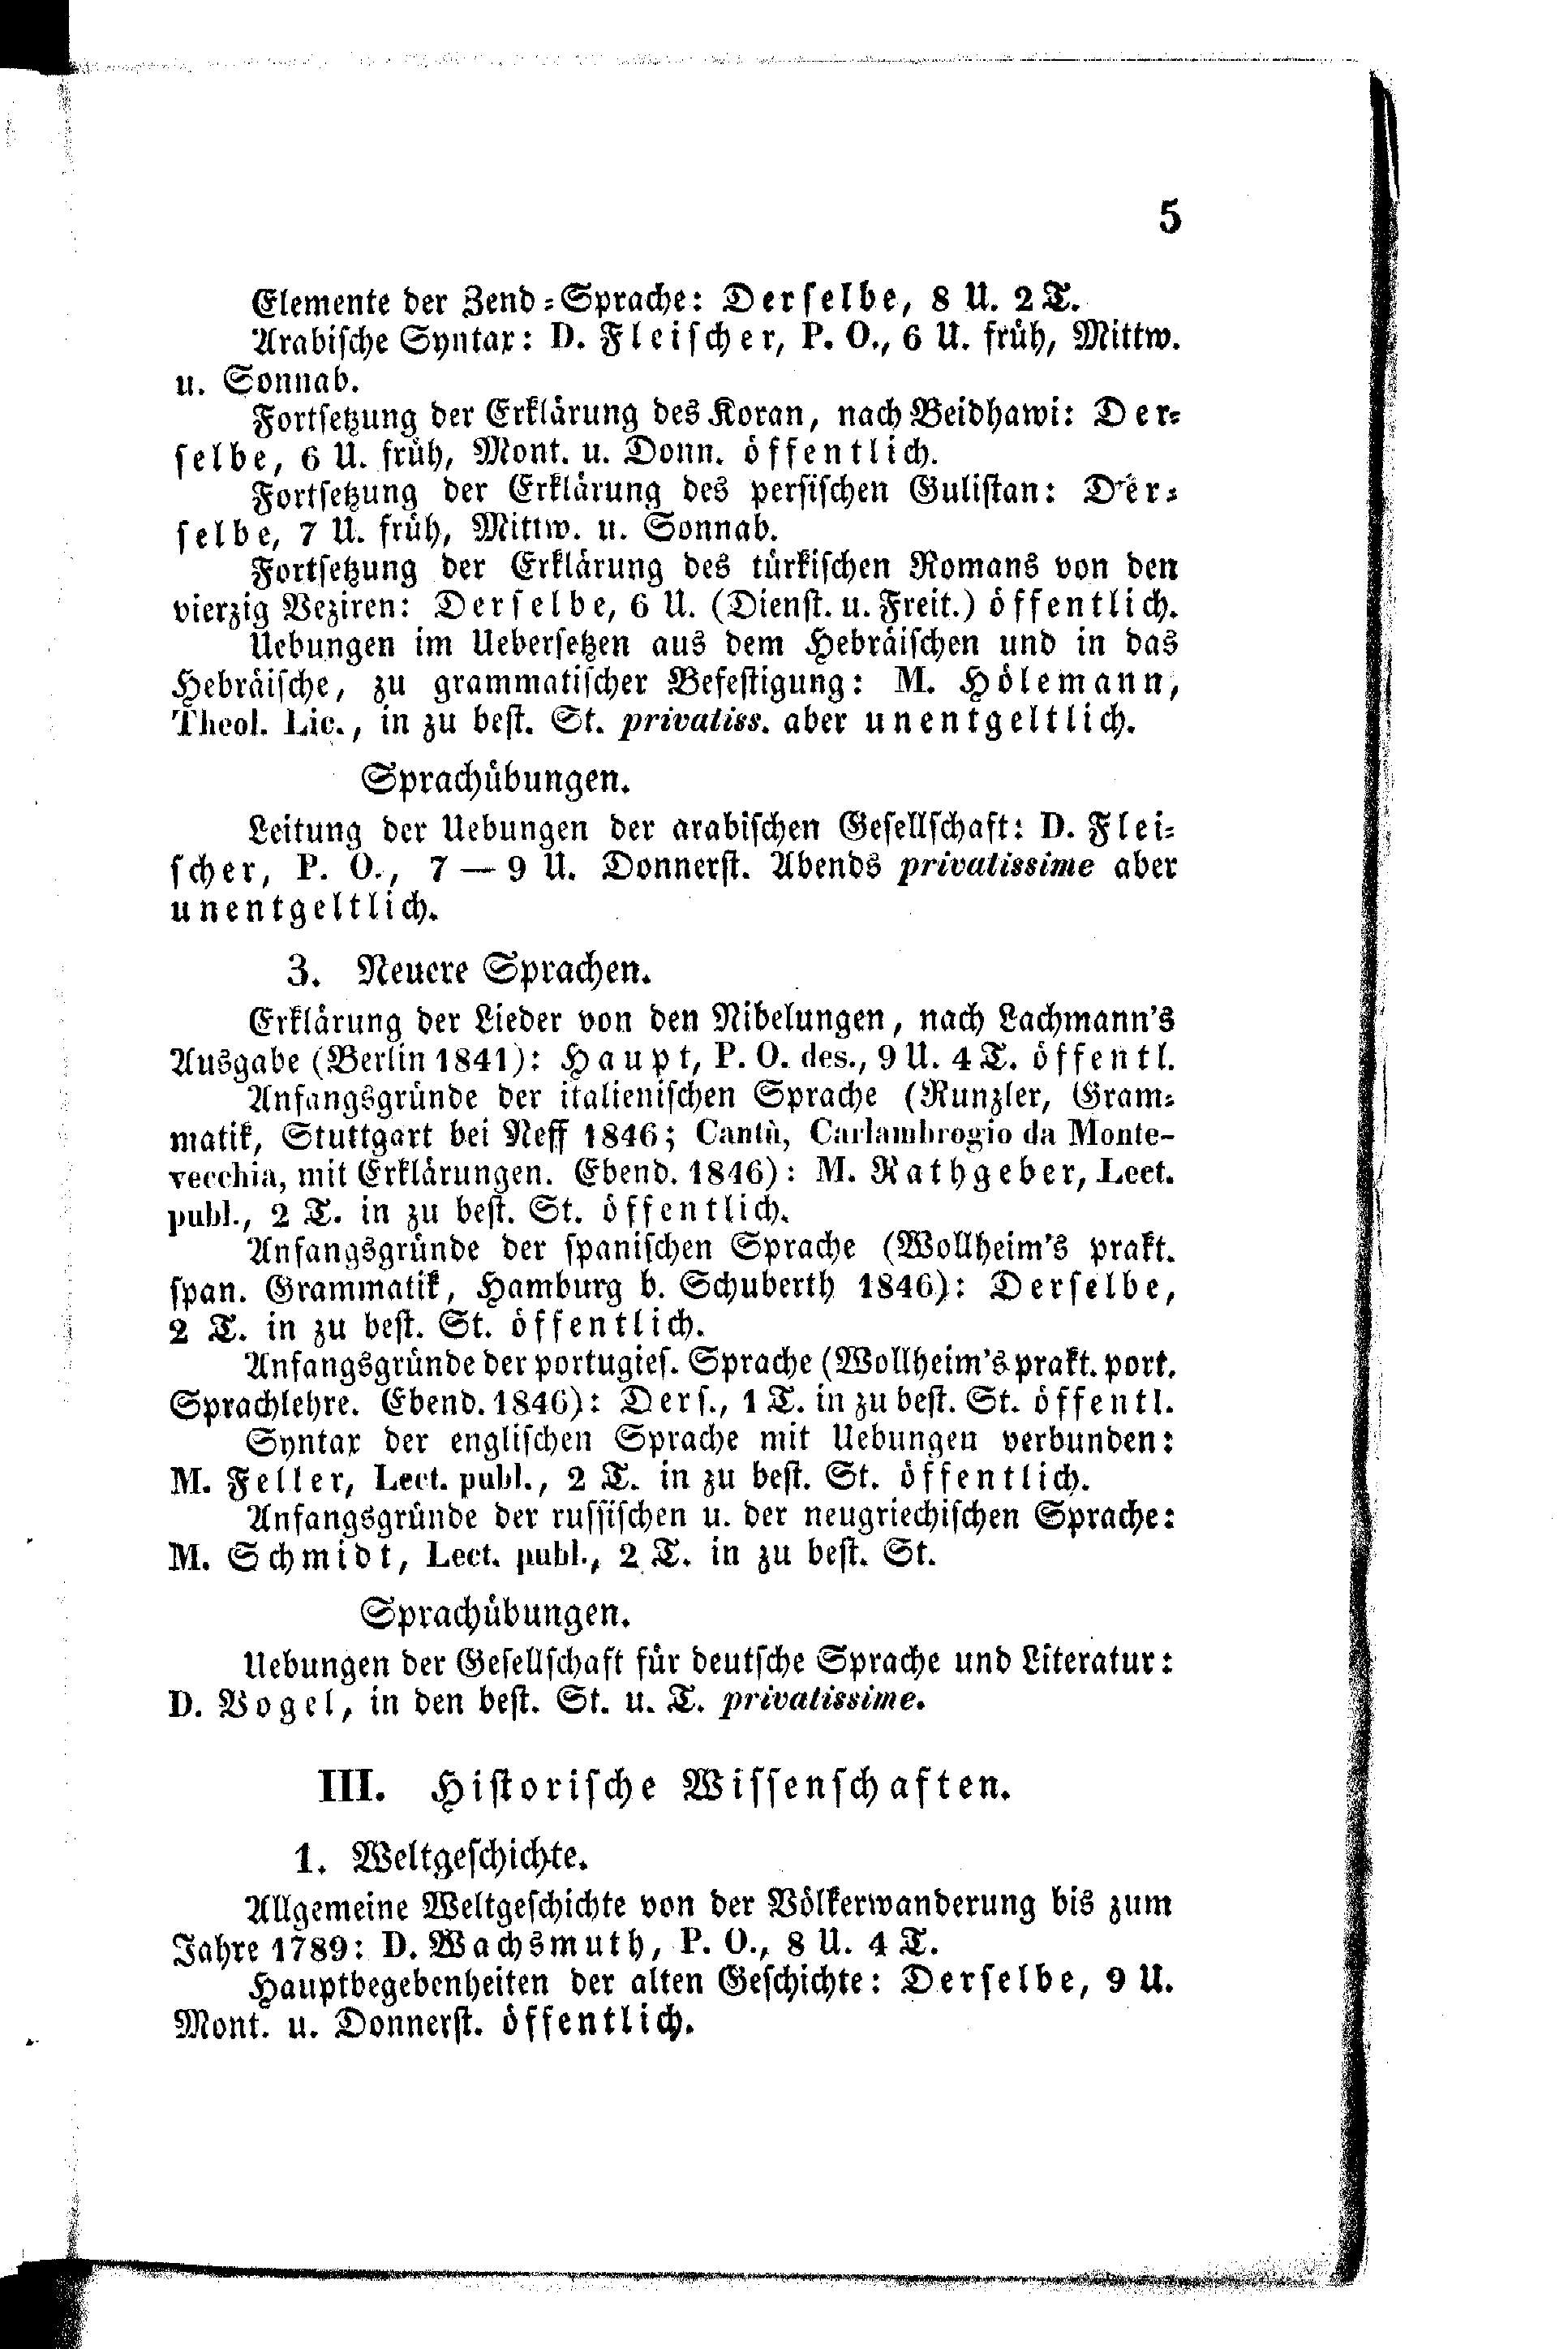 5
Elemente der Zend-Sprache: Derselbe, 8 U. 2 T.
Arabische Syntax: D. Fleischer, P. O., 6 U. früh, Mittw.
u. Sonnab.
Fortsetzung der Erklärung des Koran, nach Beidhawi: Der-
selbe, 6 U. früh, Mont. u. Donn. öffentlich.
Fortsetzung der Erklärung des persischen Gulistan: Der-
selbe, 7 U. früh, Mittw. u. Sonnab.
Fortsetzung der Erklärung des türkischen Romans von den
vierzig Veziren: Derselbe, 6 U. (Dienst. u. Freit.) öffentlich.
Uebungen im Uebersetzen aus dem Hebräischen und in das
Hebräische, zu grammatischer Befestigung: M. Hölemann,
Theol. Lic., in zu best. St. privatiss. aber unentgeltlich.
Sprachübungen.
Leitung der Uebungen der arabischen Gesellschaft: D. Flei-
scher, P. O., 7 — 9 U. Donnerst. Abends privatissime aber
unentgeltlich.
3. Neuere Sprachen.
Erklärung der Lieder von den Nibelungen, nach Lachmann's
Ausgabe (Berlin 1841): Haupt, P. O. des., 9 U. 4 T. öffentl.
Anfangsgründe der italienischen Sprache (Runzler, Gram-
matik, Stuttgart bei Neff 1846; Cantù, Carlambrogio da Monte-
vecchia, mit Erklärungen. Ebend. 1846): M. Rathgeber, Lect.
publ., 2 T. in zu best. St. öffentlich.
Anfangsgründe der spanischen Sprache (Wollheim's prakt.
span. Grammatik, Hamburg b. Schuberth 1846): Derselbe,
2 T. in zu best. St. öffentlich.
Anfangsgründe der portugies. Sprache (Wollheim's prakt. port.
Sprachlehre. Ebend. 1846): Ders., 1 T. in zu best. St. öffentl.
Syntax der englischen Sprache mit Uebungen verbunden:
M. Feller, Lect. publ., 2 T. in zu best. St. öffentlich.
Anfangsgründe der russischen u. der neugriechischen Sprache:
M. Schmidt, Lect. publ., 2 T. in zu best. St.
Sprachübungen.
Uebungen der Gesellschaft für deutsche Sprache und Literatur:
D. Vogel, in den best. St. u. T. privatissime.
III. Historische Wissenschaften.
1. Weltgeschichte.
Allgemeine Weltgeschichte von der Völkerwanderung bis zum
Jahre 1789: D. Wachsmuth, P. O., 8 U. 4 T.
Hauptbegebenheiten der alten Geschichte: Derselbe, 9 U.
Mont. u. Donnerst. öffentlich.